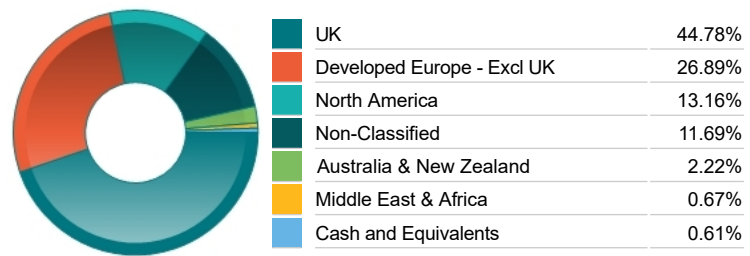 UK 44.78%
Developed Europe - Excl UK 26.89%
North America 13.16%
Non-Classified 11.69%
Australia & New Zealand 2.22%
Middle East & Africa 0.67%
Cash and Equivalents 0.61%